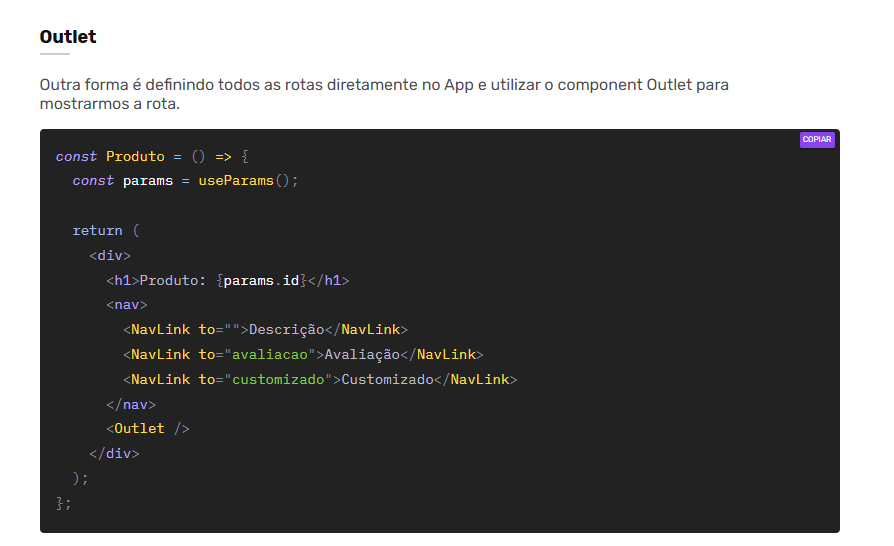 Outlet
Outra forma é definindo todos as rotas diretamente no App e utilizar o component Outlet para
mostrarmos a rota.
COPIAR
const Produto = () => {
  const params = useParams();

  return (
    <div>
      <h1>Produto: {params.id}</h1>
      <nav>
        <NavLink to="">Descrição</NavLink>
        <NavLink to="avaliacao">Avaliação</NavLink>
        <NavLink to="customizado">Customizado</NavLink>
      </nav>
      <Outlet />
    </div>
  );
};